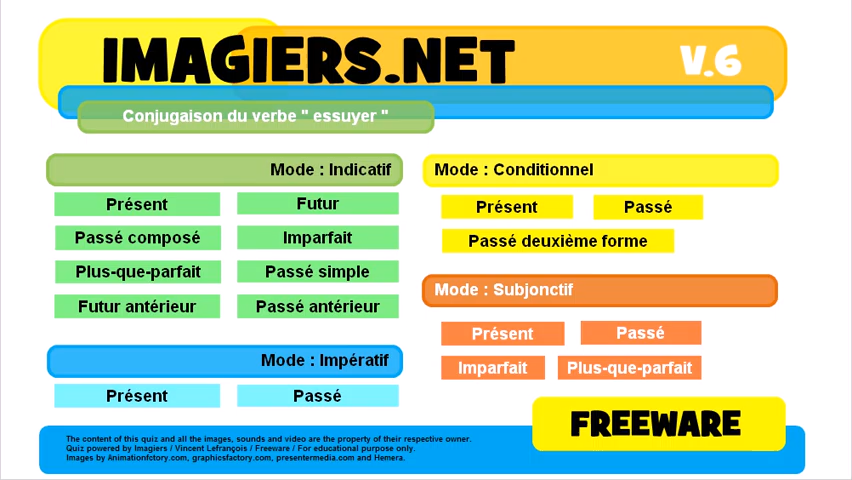 IMAGIERS.NET
V.6
Conjugaison du verbe " essuyer "
Mode : Indicatif
Présent
Futur
Passé composé
Imparfait
Plus-que-parfait
Passé simple
Futur antérieur
Passé antérieur
Mode : Impératif
Présent
Passé
Mode : Conditionnel
Présent
Passé
Passé deuxième forme
Mode : Subjonctif
Présent
Passé
Imparfait
Plus-que-parfait
FREEWARE
The content of this quiz and all the images, sounds and video are the property of their respective owner.
Quiz powered by Imagiers / Vincent Lefrançois / Freeware / For educational purpose only.
Images by Animationfctory.com, graphicsfactory.com, presentermedia.com and Hemera.